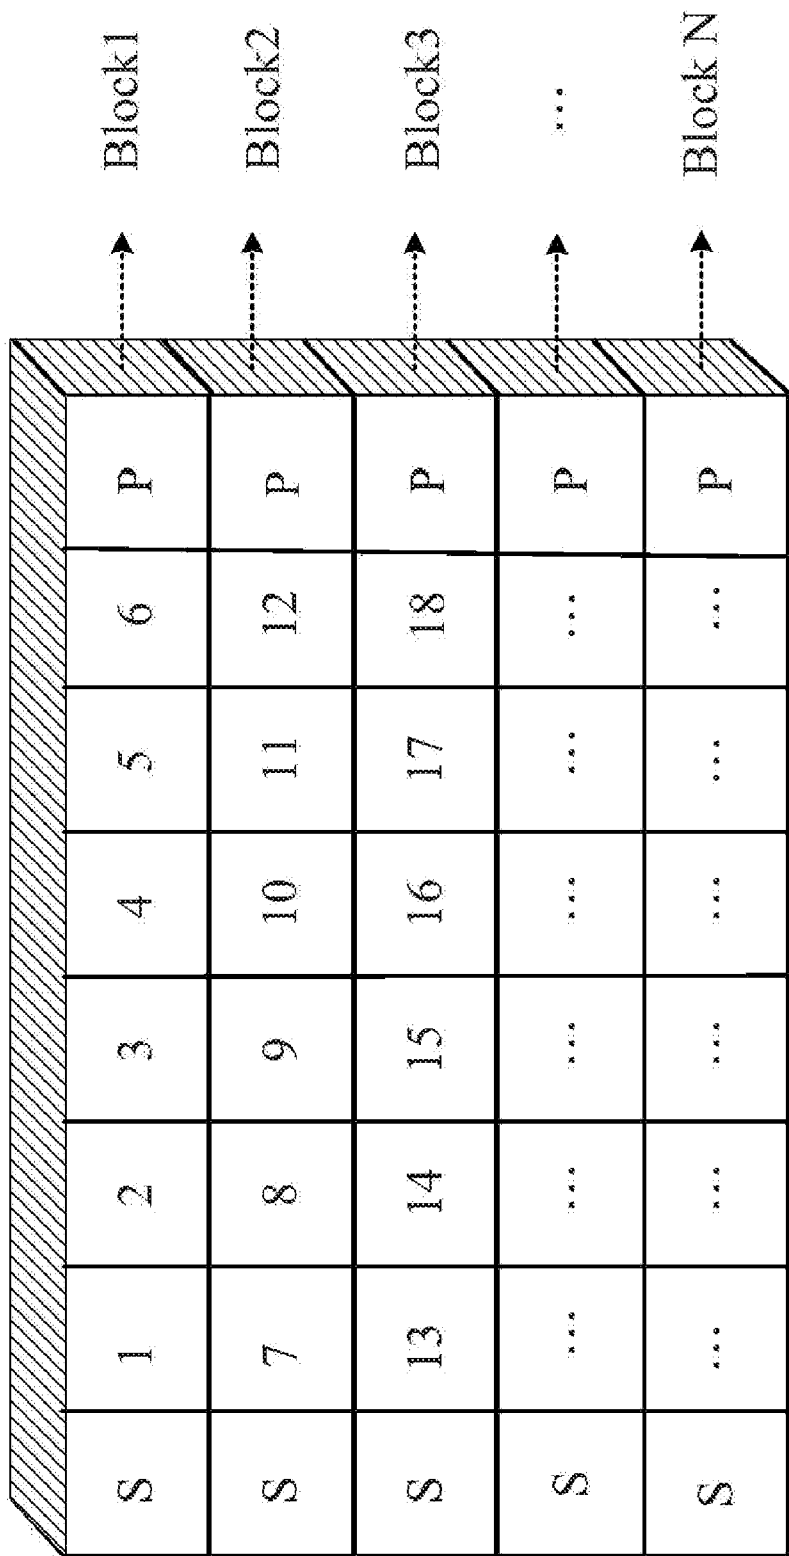 S 1 2 3 4 5 6 P Block1
S 7 8 9 10 11 12 P Block2
S 13 14 15 16 17 18 P Block3
S ... ... ... ... ... ... P ...
S ... ... ... ... ... ... P Block N